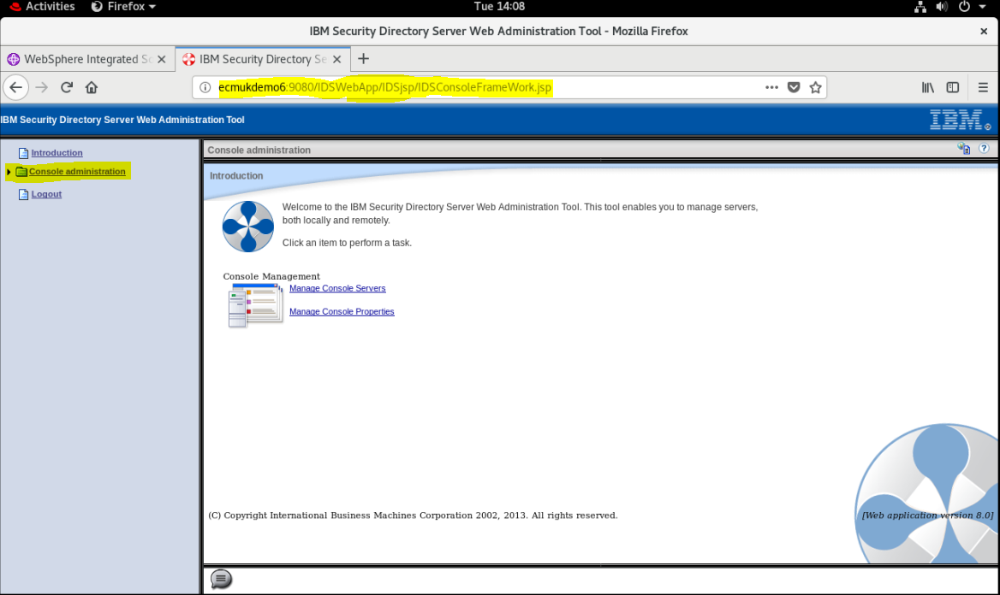 Activities Firefox Tue 14:08
IBM Security Directory Server Web Administration Tool - Mozilla Firefox
WebSphere Integrated IBM Security Directory
ecmukdemo6:9080/IDSWebApp/IDSjsp/IDSConsoleFrameWork.jsp
IBM Security Directory Server Web Administration Tool
IBM®
Introduction
Console administration
Logout
Console administration
Introduction
Welcome to the IBM Security Directory Server Web Administration Tool. This tool enables you to manage servers,
both locally and remotely.
Click an item to perform a task.
Console Management
Manage Console Servers
Manage Console Properties
(C) Copyright International Business Machines Corporation 2002, 2013. All rights reserved.
[Web application version 8.0]